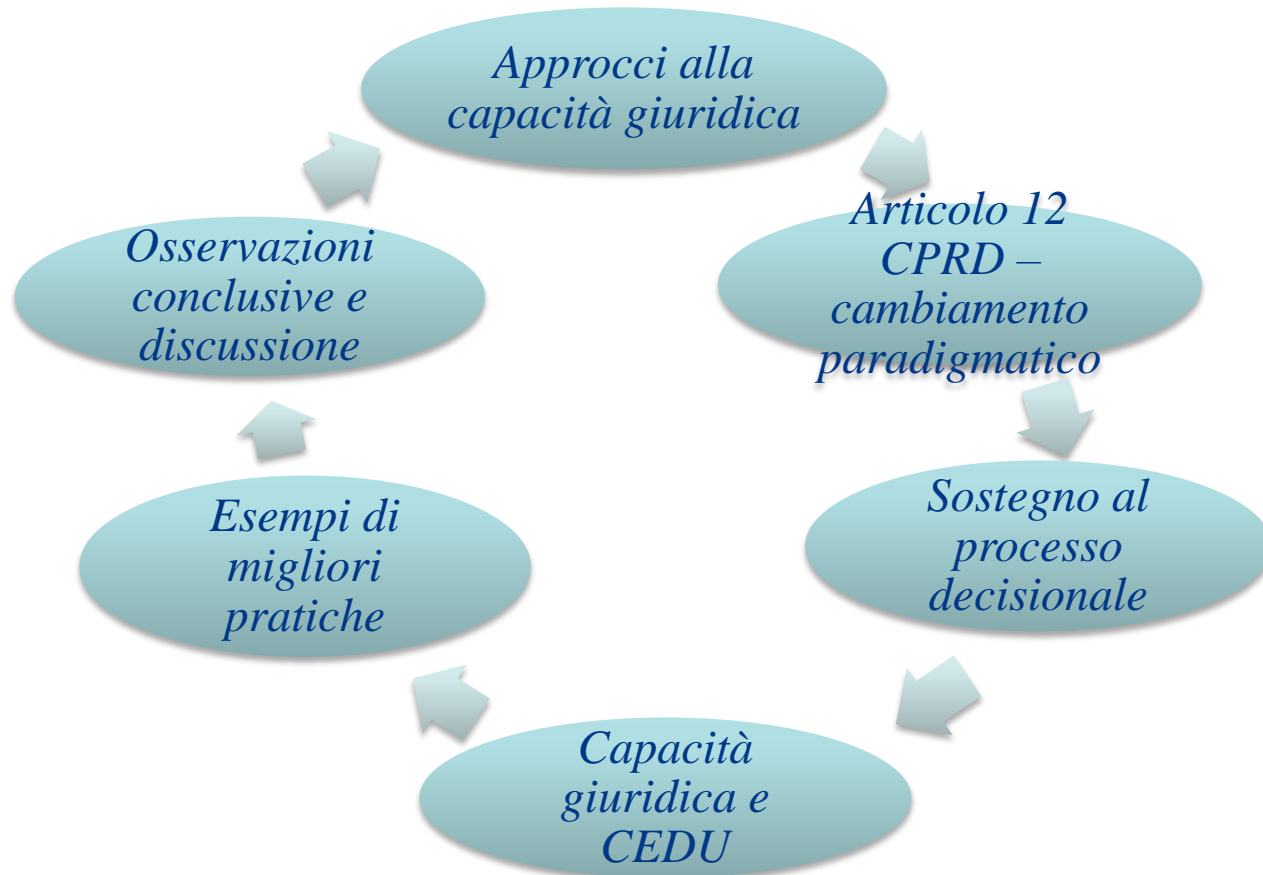 Approcci alla
capacità giuridica
Articolo 12
CPRD –
cambiamento
paradigmatico
Sostegno al
processo
decisionale
Capacità
giuridica e
CEDU
Esempi di
migliori
pratiche
Osservazioni
conclusive e
discussione